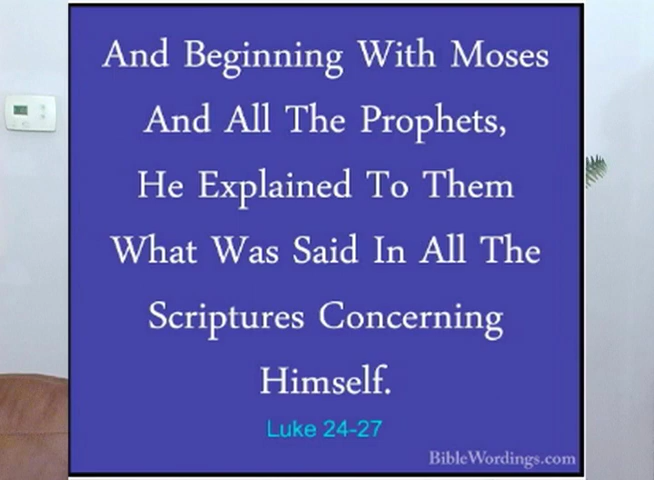 And Beginning With Moses
And All The Prophets,
He Explained To Them
What Was Said In All The
Scriptures Concerning
Himself.
Luke 24-27
BibleWordings.com